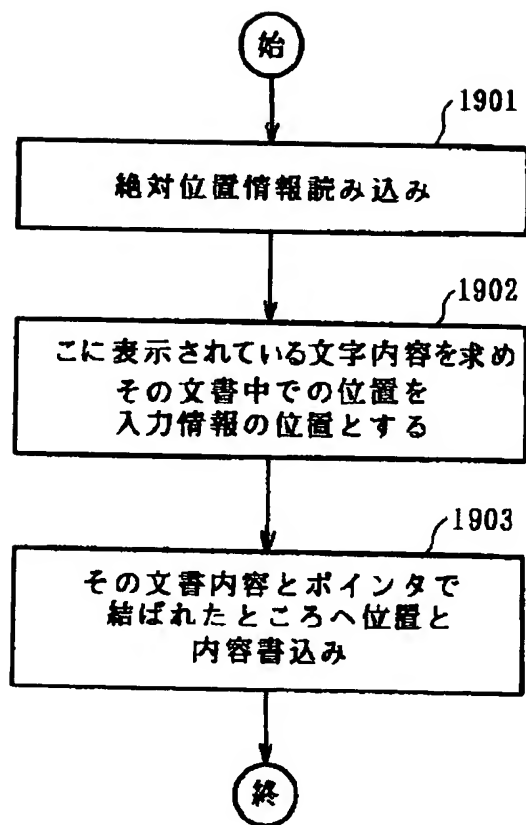 始
1901
絶対位置情報読み込み
1902
こに表示されている文字内容を求め
その文書中での位置を
入力情報の位置とする
1903
その文書内容とポインタで
結ばれたところへ位置と
内容書込み
終